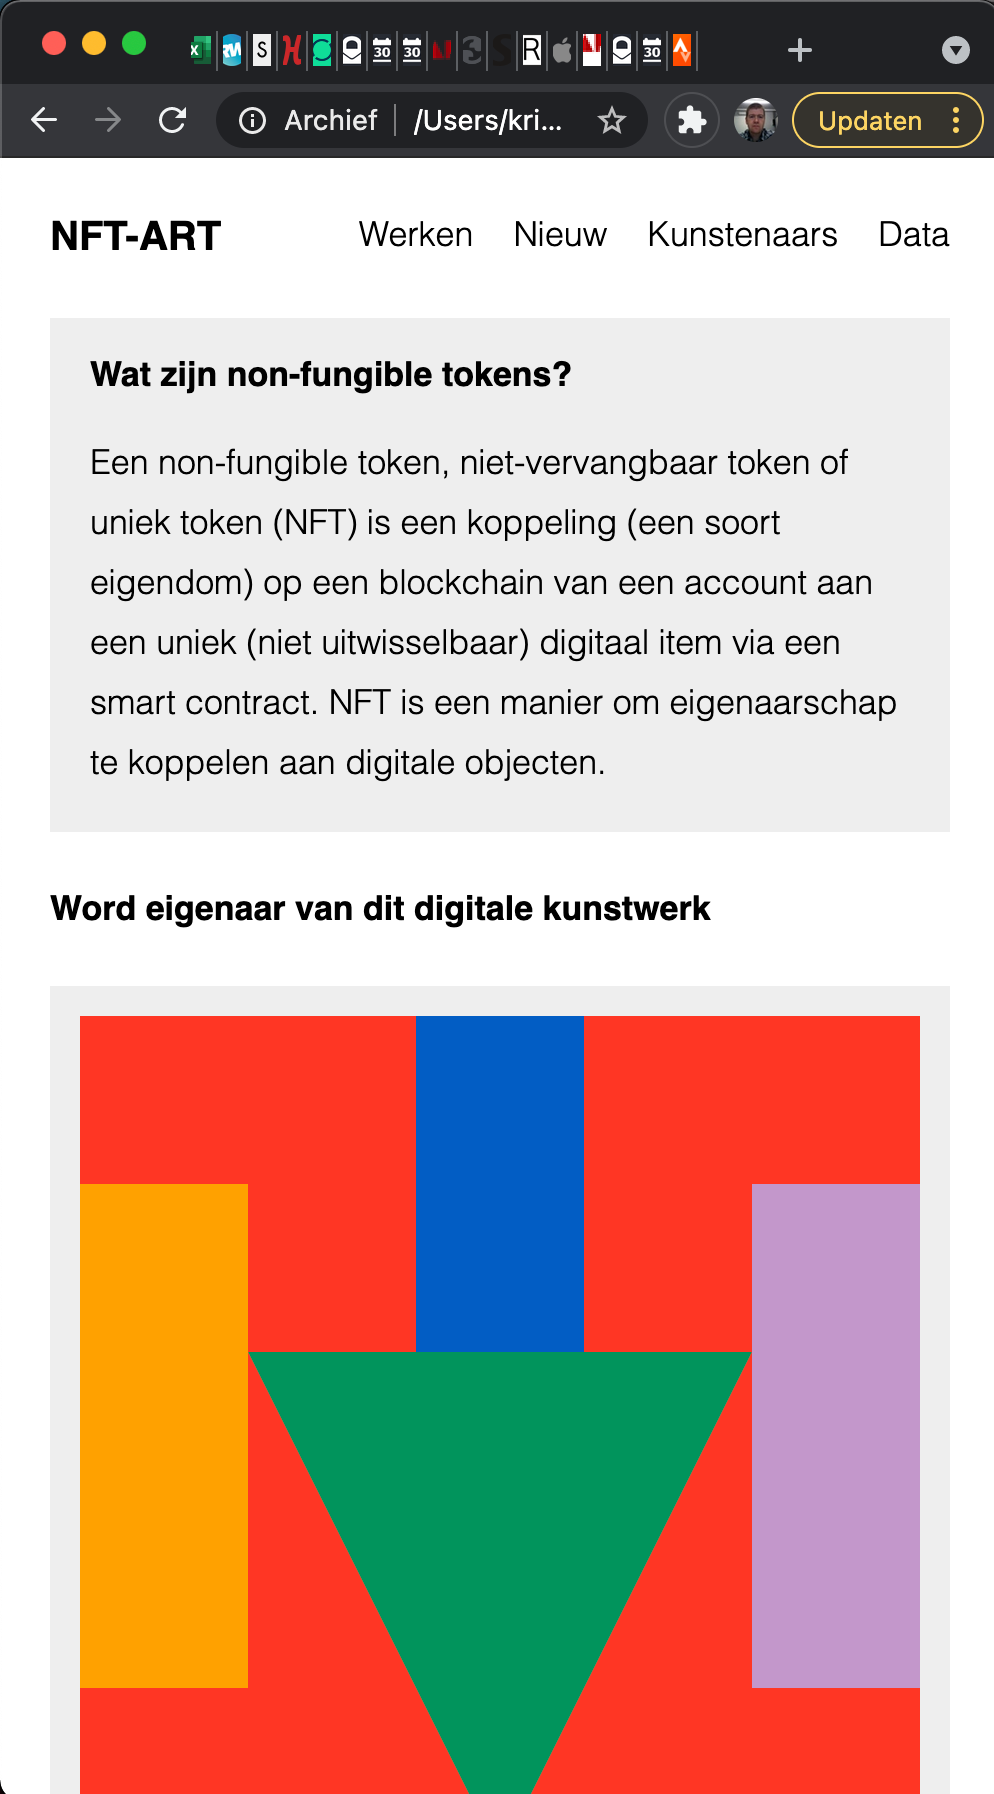 S
30
30
R
30
Archief | /Users/kri...
Updaten
NFT-ART Werken Nieuw Kunstenaars Data
Wat zijn non-fungible tokens?
Een non-fungible token, niet-vervangbaar token of
uniek token (NFT) is een koppeling (een soort
eigendom) op een blockchain van een account aan
een uniek (niet uitwisselbaar) digitaal item via een
smart contract. NFT is een manier om eigenaarschap
te koppelen aan digitale objecten.
Word eigenaar van dit digitale kunstwerk